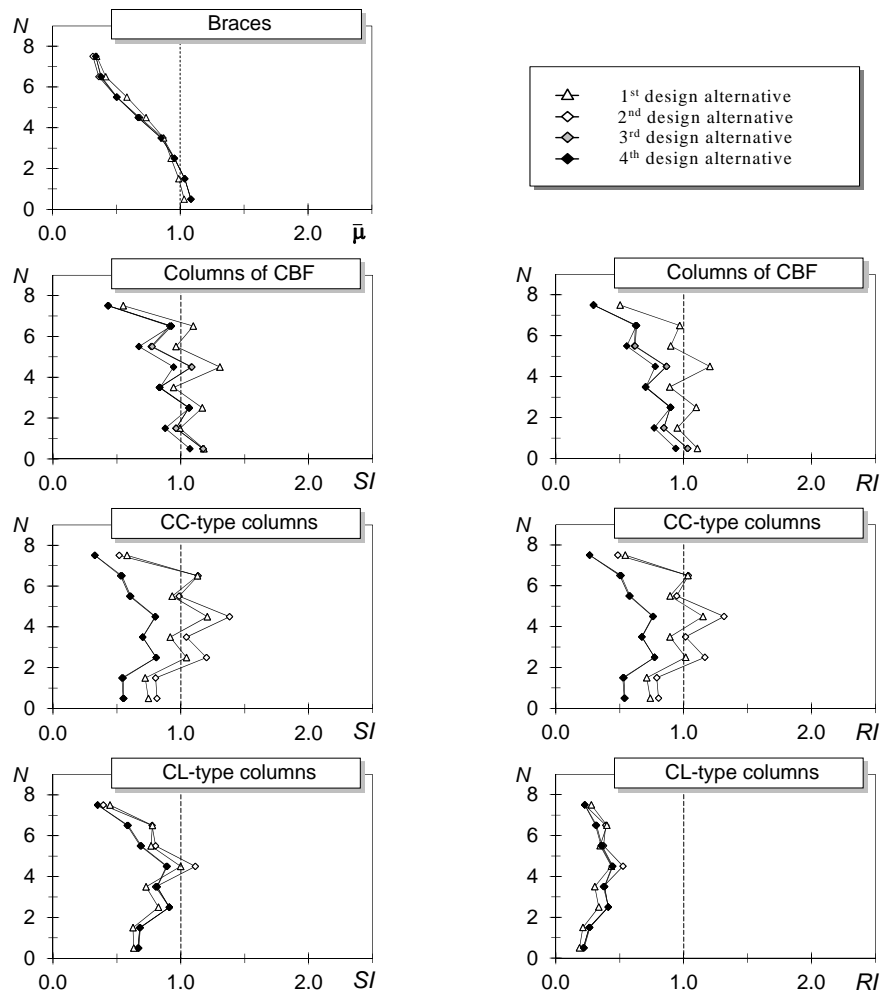 Braces
N
8
6
4
2
0
0.0 1.0 2.0 μ̄
1st design alternative
2nd design alternative
3rd design alternative
4th design alternative
Columns of CBF
N
8
6
4
2
0
0.0 1.0 2.0 SI
Columns of CBF
N
8
6
4
2
0
0.0 1.0 2.0 RI
CC-type columns
N
8
6
4
2
0
0.0 1.0 2.0 SI
CC-type columns
N
8
6
4
2
0
0.0 1.0 2.0 RI
CL-type columns
N
8
6
4
2
0
0.0 1.0 2.0 SI
CL-type columns
N
8
6
4
2
0
0.0 1.0 2.0 RI